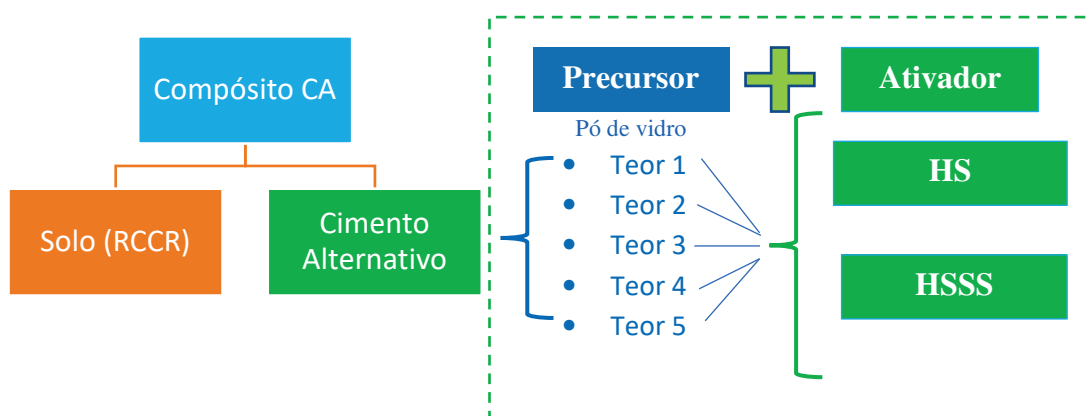 Compósito CA
Solo (RCCR)
Cimento
Alternativo
Precursor
Ativador
Pó de vidro
• Teor 1
• Teor 2
• Teor 3
• Teor 4
• Teor 5
HS
HSSS